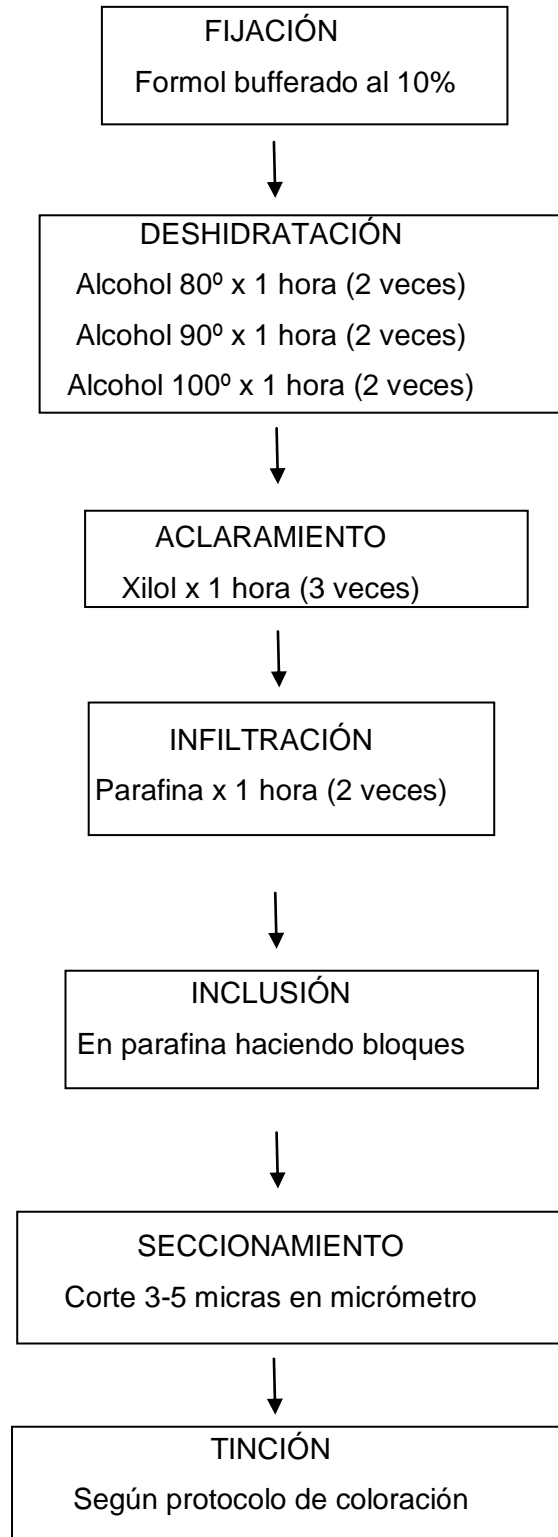 FIJACIÓN
Formol bufferado al 10%
DESHIDRATACIÓN
Alcohol 80º x 1 hora (2 veces)
Alcohol 90º x 1 hora (2 veces)
Alcohol 100º x 1 hora (2 veces)
ACLARAMIENTO
Xilol x 1 hora (3 veces)
INFILTRACIÓN
Parafina x 1 hora (2 veces)
INCLUSIÓN
En parafina haciendo bloques
SECCIONAMIENTO
Corte 3-5 micras en micrómetro
TINCIÓN
Según protocolo de coloración